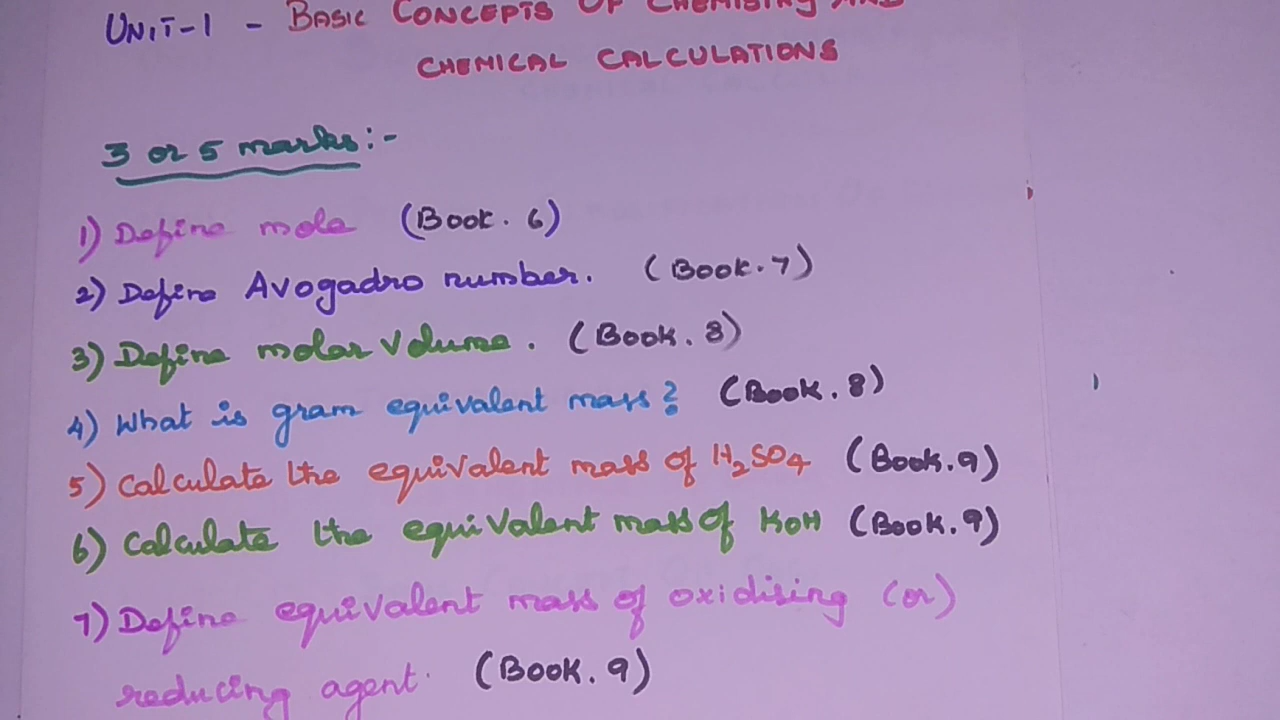 UNIT-1 - BASIC CONCEPTS OF CHEMISTRY AND
CHEMICAL CALCULATIONS
3 or 5 marks:-
1) Define mole (Book. 6)
2) Define Avogadro number. (Book. 7)
3) Define molar Volume. (Book. 8)
4) What is gram equivalent mass? (Book. 8)
5) Calculate the equivalent mass of H₂SO₄ (Book. 9)
6) Calculate the equivalent mass of KOH (Book. 9)
7) Define equivalent mass of oxidising (or)
reducing agent. (Book. 9)